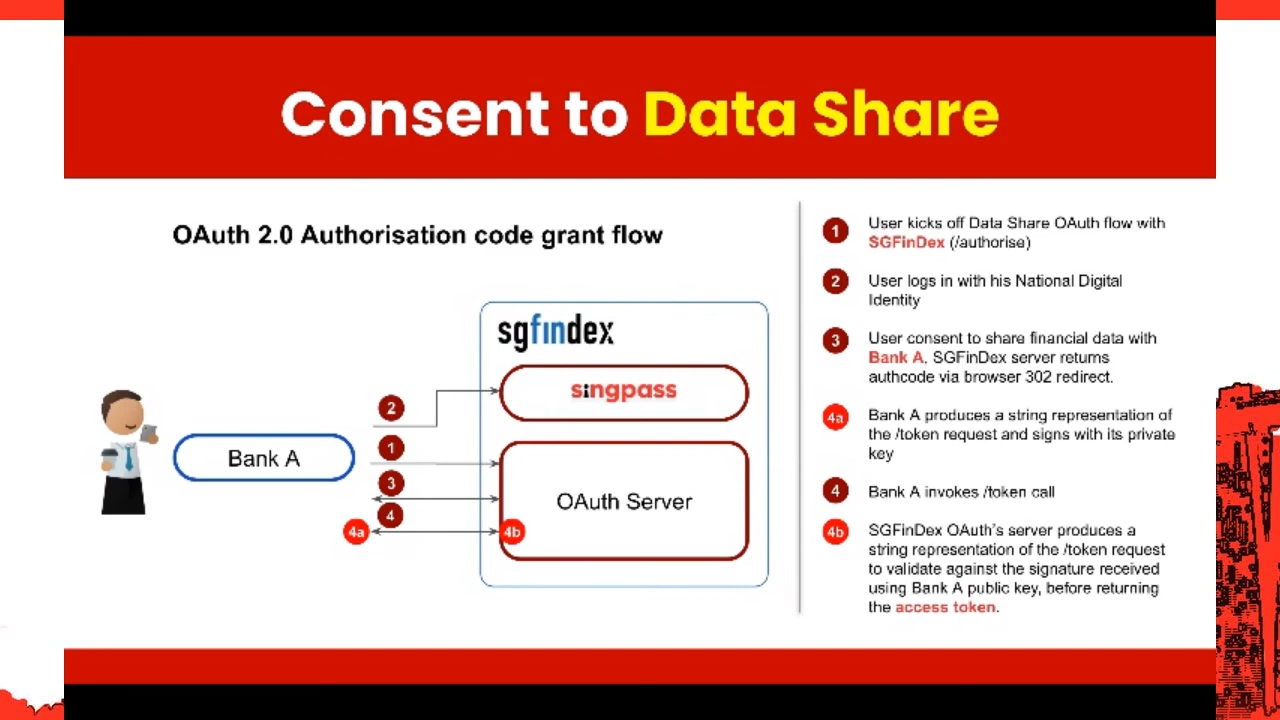 Consent to Data Share
OAuth 2.0 Authorisation code grant flow
sgfindex
singpass
2
1
Bank A
3
OAuth Server
4
4a
4b
1
User kicks off Data Share OAuth flow with
SGFinDex (/authorise)
2
User logs in with his National Digital
Identity
3
User consent to share financial data with
Bank A. SGFinDex server returns
authcode via browser 302 redirect.
4a
Bank A produces a string representation of
the /token request and signs with its private
key
4
Bank A invokes /token call
4b
SGFinDex OAuth's server produces a
string representation of the /token request
to validate against the signature received
using Bank A public key, before returning
the access token.